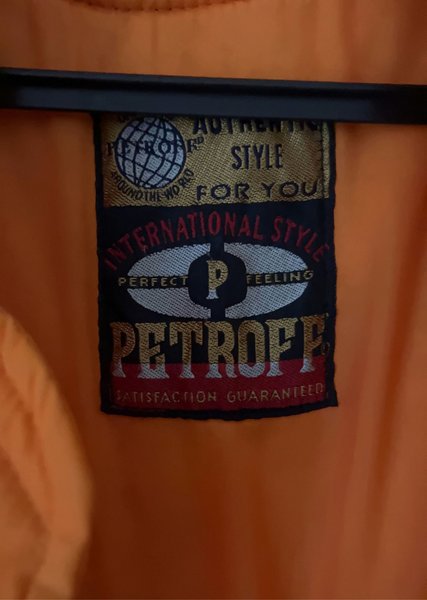 AUTHENTIC
PETROFF
STYLE
AROUND THE WORLD
FOR YOU
INTERNATIONAL STYLE
PERFECT P FEELING
PETROFF
SATISFACTION GUARANTEED